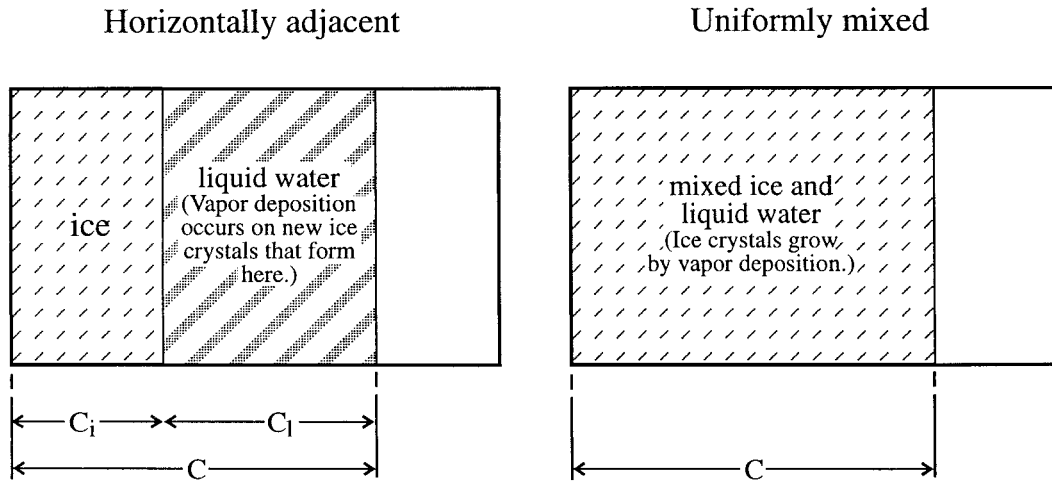 Horizontally adjacent
Uniformly mixed
ice
liquid water
(Vapor deposition
occurs on new ice
crystals that form
here.)
mixed ice and
liquid water
(Ice crystals grow
by vapor deposition.)
Ci
Cl
C
C